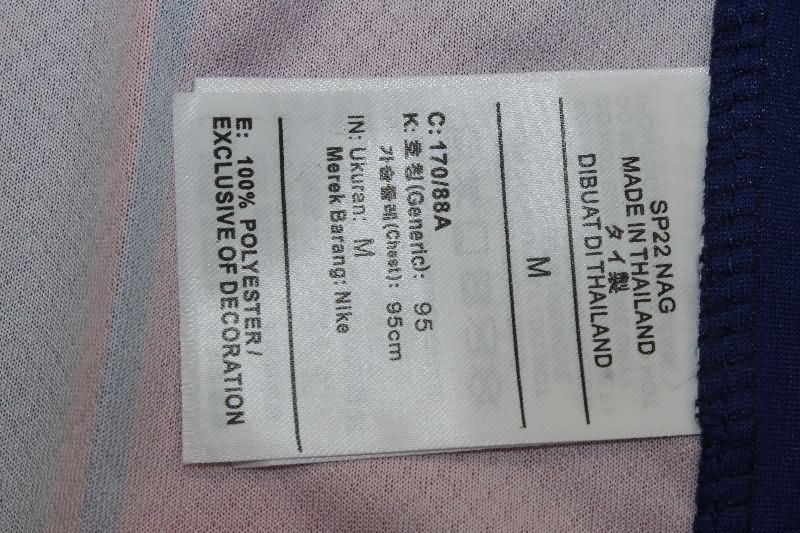 SP22 NAG
MADE IN THAILAND
タイ製
DIBUAT DI THAILAND
M
C: 170/88A
K: 호칭(Generic): 95
가슴둘레(Chest): 95cm
IN: Ukuran: M
Merek Barang: Nike
E: 100% POLYESTER/
EXCLUSIVE OF DECORATION